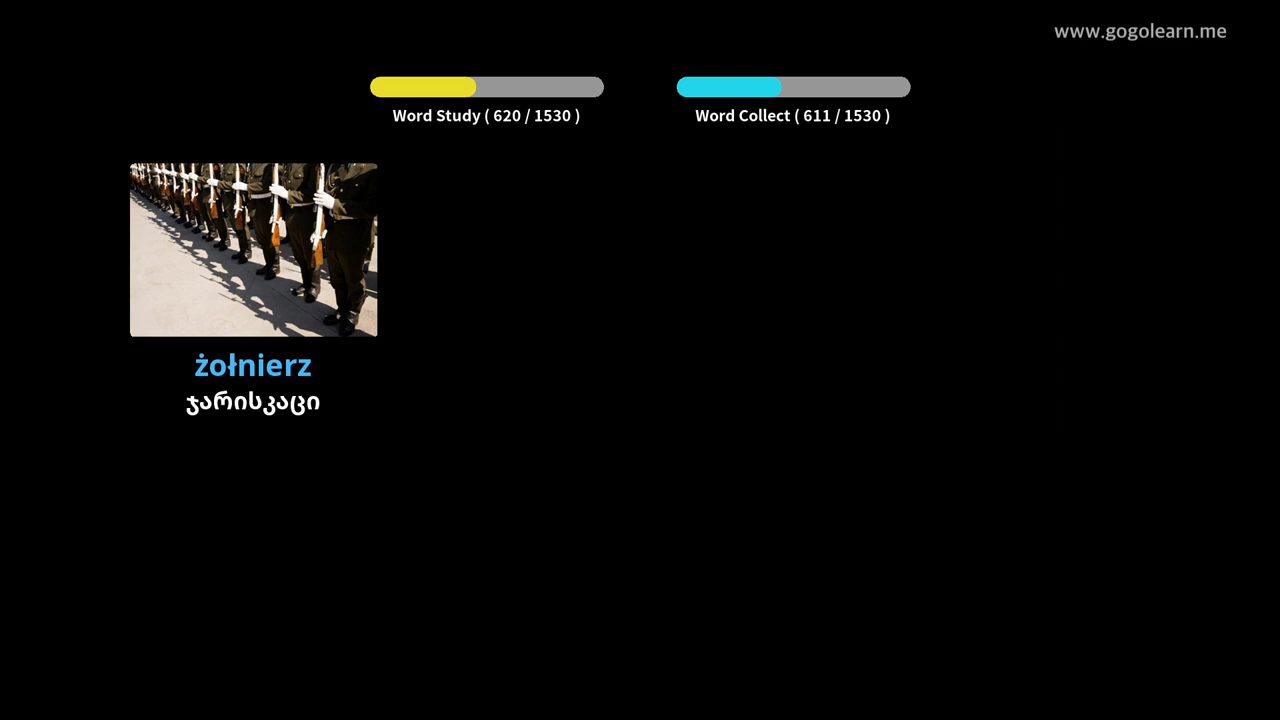 www.gogolearn.me
Word Study ( 620 / 1530 )
Word Collect ( 611 / 1530 )
żołnierz
ჯარისკაცი